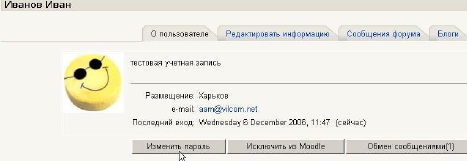 Иванов Иван
О пользователе Редактировать информацию Сообщения форума Блоги
тестовая учетная запись
Размещение: Харьков
e-mail: asm@vilcom.net
Последний вход: Wednesday 6 December 2006, 11:47 (сейчас)
Изменить пароль Исключить из Moodle Обмен сообщениями(1)